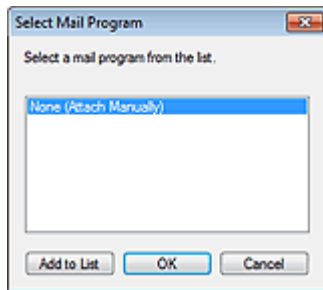 Select Mail Program
Select a mail program from the list.
None (Attach Manually)
Add to List OK Cancel